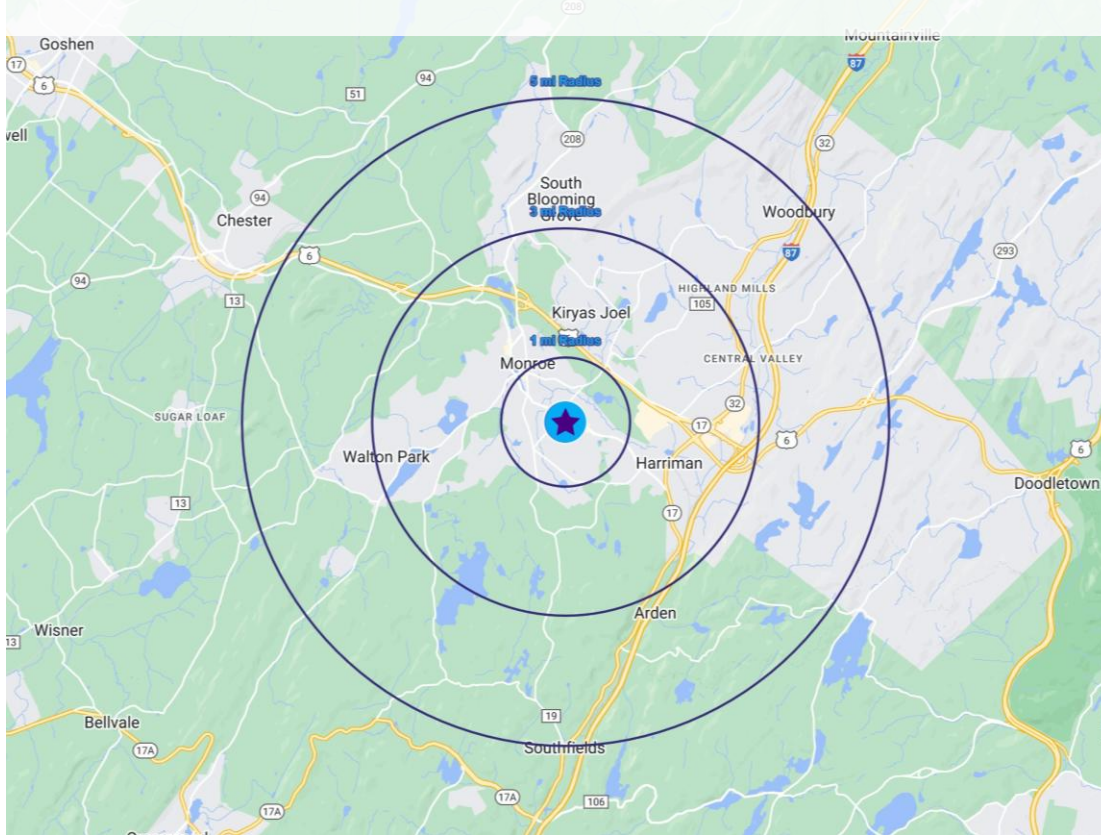 208
Mountainville
Goshen
87
17
6
94
5 mi Radius
51
32
208
94
South
Blooming
Grove
3 mi Radius
Woodbury
Chester
6
87
293
94
HIGHLAND MILLS
13
105
Kiryas Joel
1 mi Radius
Monroe
CENTRAL VALLEY
32
SUGAR LOAF
17
6
6
Walton Park
Harriman
Doodletown
13
17
Arden
Wisner
13
19
Bellvale
17A
Southfields
17A
106
17A